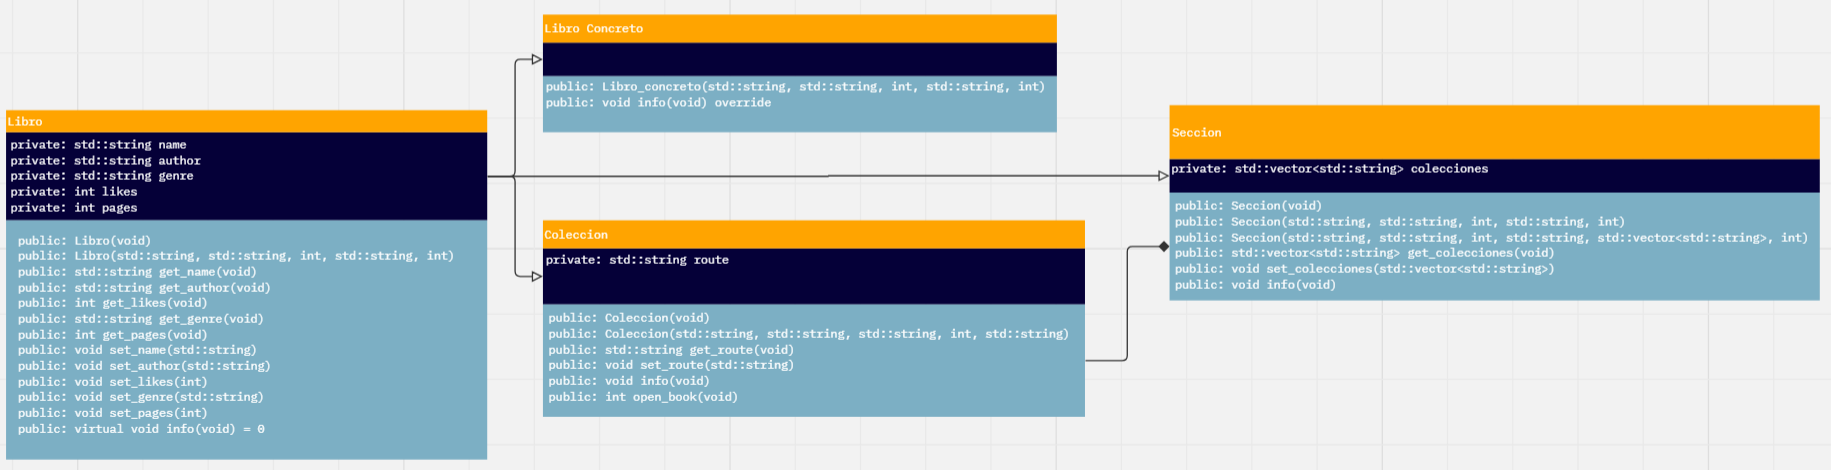 Libro
private: std::string name
private: std::string author
private: std::string genre
private: int likes
private: int pages
public: Libro(void)
public: Libro(std::string, std::string, int, std::string, int)
public: std::string get_name(void)
public: std::string get_author(void)
public: int get_likes(void)
public: std::string get_genre(void)
public: int get_pages(void)
public: void set_name(std::string)
public: void set_author(std::string)
public: void set_likes(int)
public: void set_genre(std::string)
public: void set_pages(int)
public: virtual void info(void) = 0
Libro Concreto
public: Libro_concreto(std::string, std::string, int, std::string, int)
public: void info(void) override
Coleccion
private: std::string route
public: Coleccion(void)
public: Coleccion(std::string, std::string, std::string, int, std::string)
public: std::string get_route(void)
public: void set_route(std::string)
public: void info(void)
public: int open_book(void)
Seccion
private: std::vector<std::string> colecciones
public: Seccion(void)
public: Seccion(std::string, std::string, int, std::string, int)
public: Seccion(std::string, std::string, int, std::string, std::vector<std::string>, int)
public: std::vector<std::string> get_colecciones(void)
public: void set_colecciones(std::vector<std::string>)
public: void info(void)